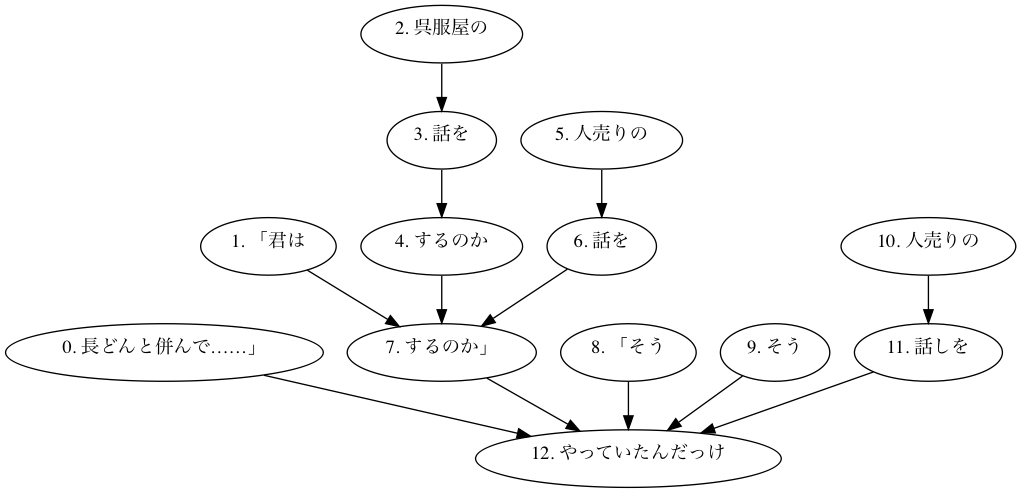 2. 呉服屋の
3. 話を
5. 人売りの
1. 「君は
4. するのか
6. 話を
10. 人売りの
0. 長どんと併んで……」
7. するのか」
8. 「そう
9. そう
11. 話しを
12. やっていたんだっけ